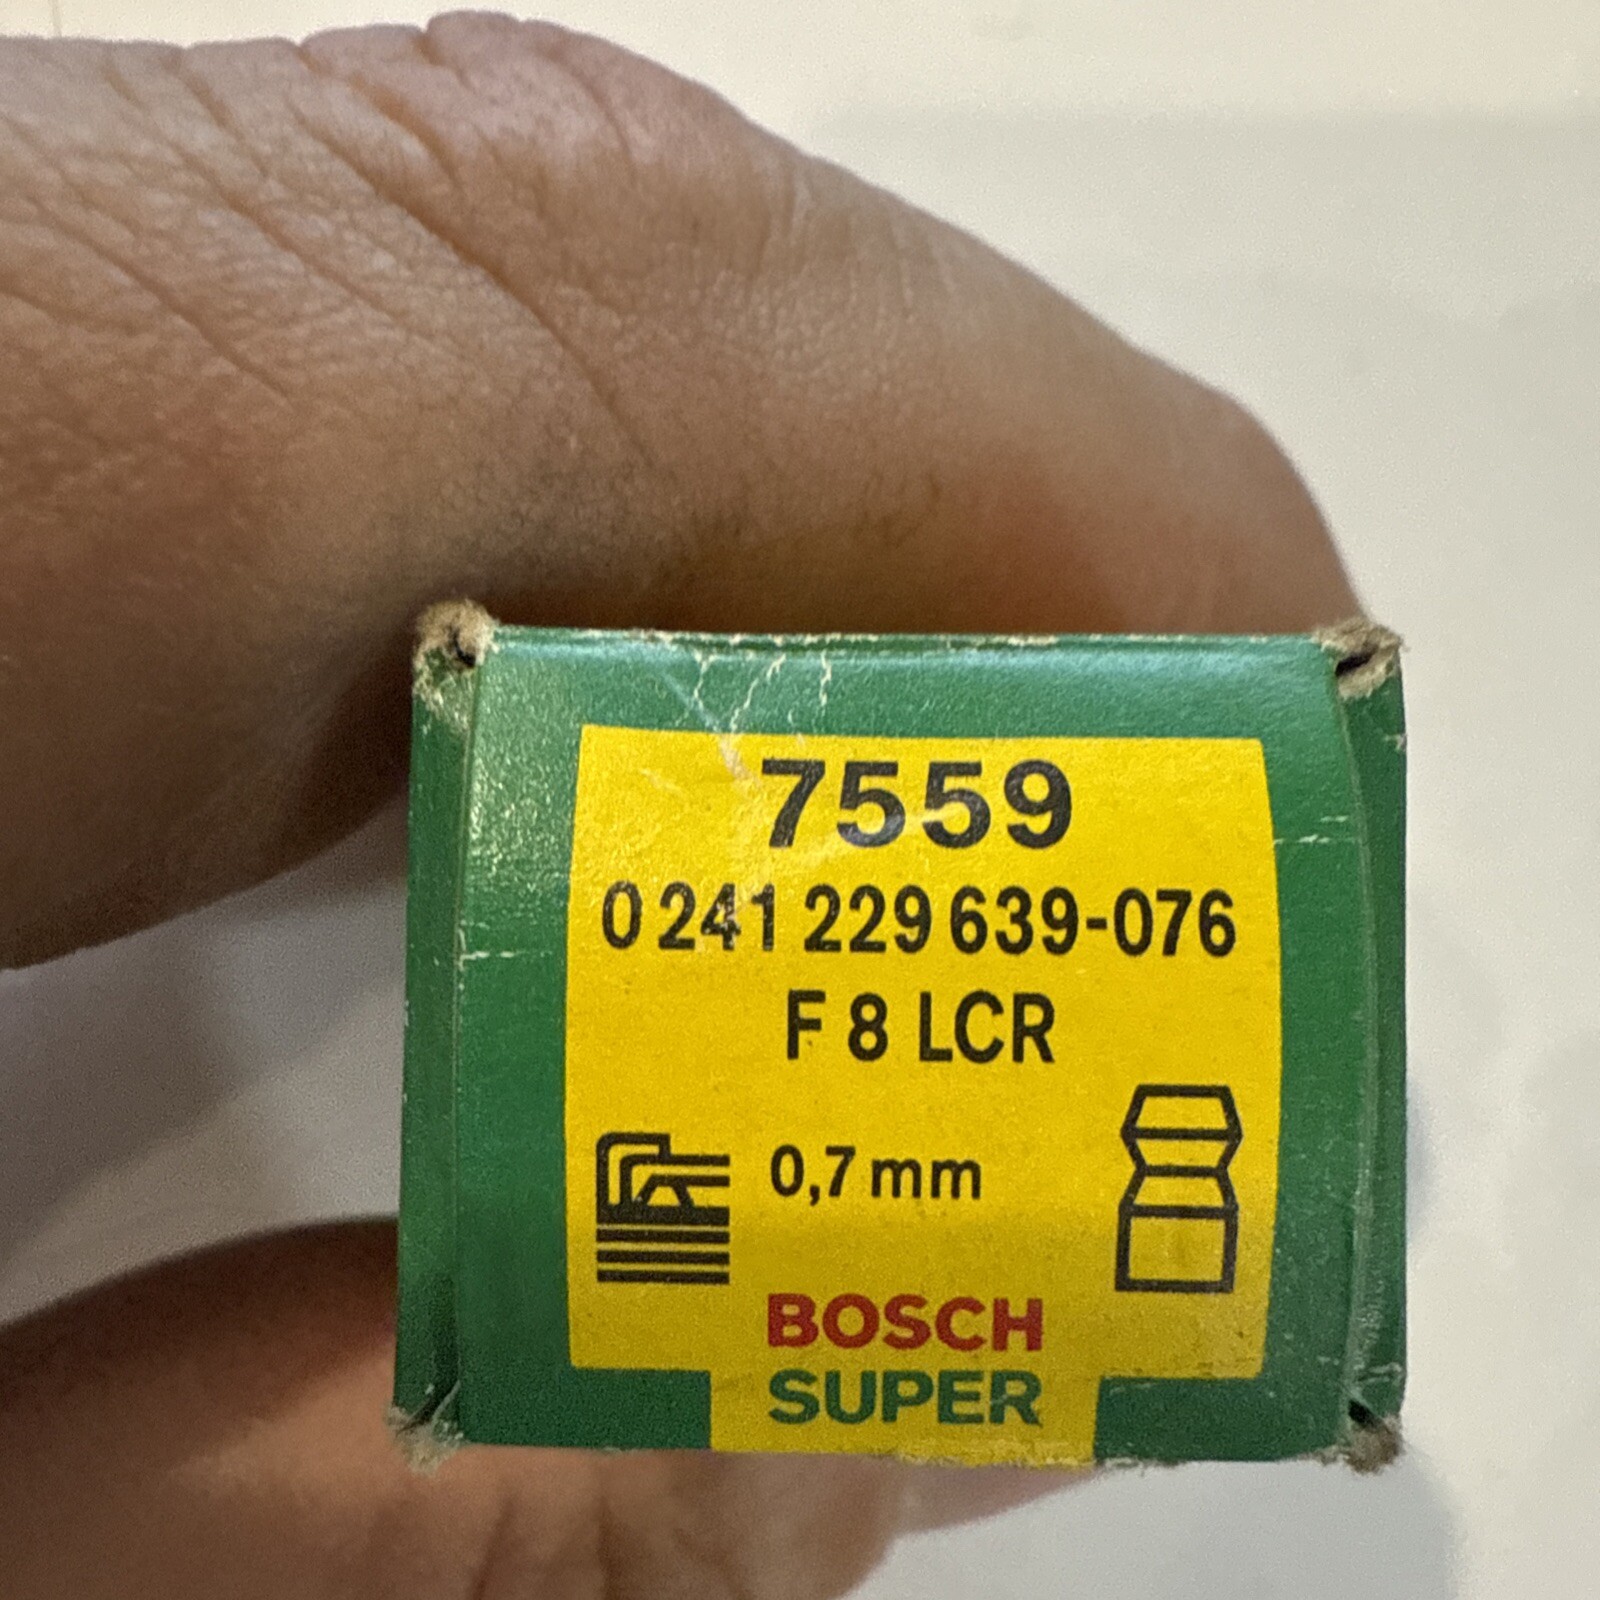 7559
0 241 229 639-076
F 8 LCR
0,7 mm
BOSCH
SUPER